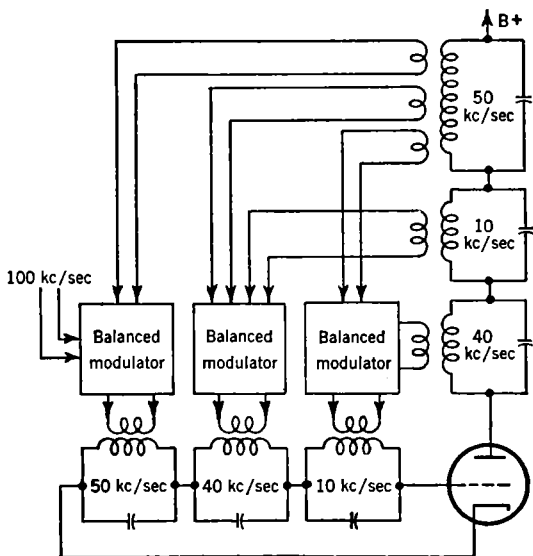 B+
50
kc/sec
10
kc/sec
100 kc/sec
Balanced
modulator
Balanced
modulator
Balanced
modulator
40
kc/sec
50 kc/sec
40 kc/sec
10 kc/sec